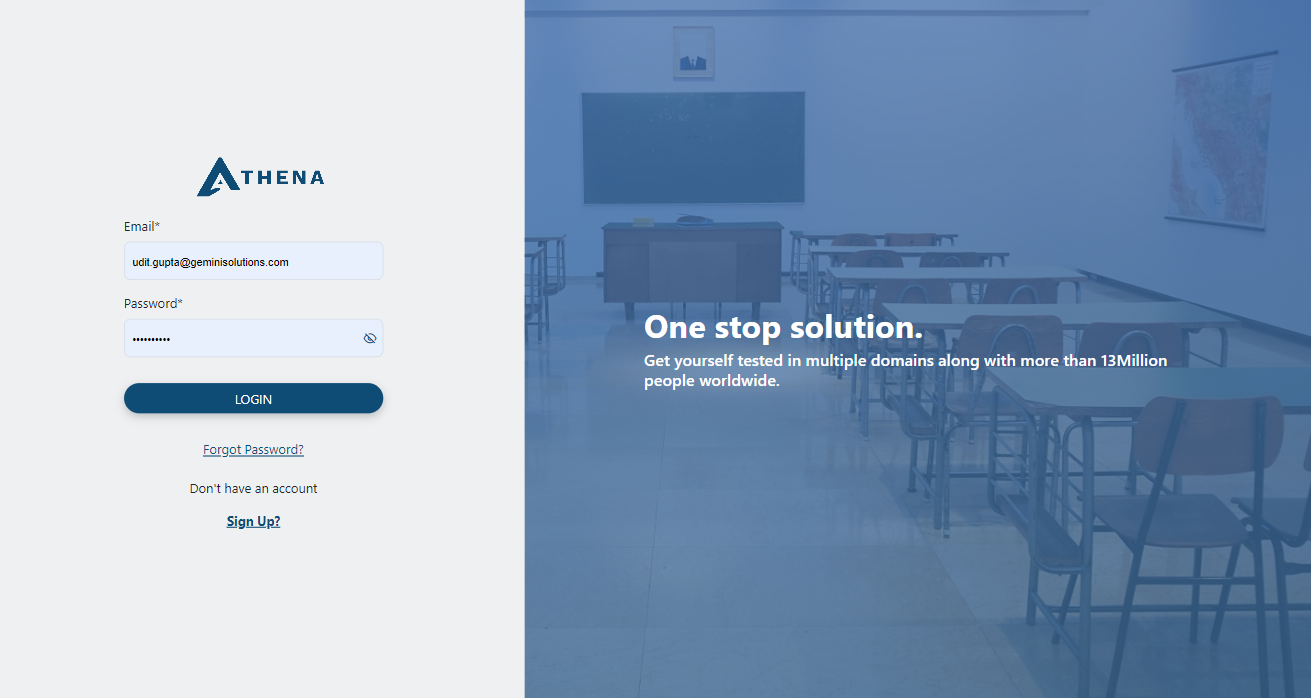 ATHENA
Email*
udit.gupta@geminisolutions.com
Password*
••••••••••
LOGIN
Forgot Password?
Don't have an account
Sign Up?
One stop solution.
Get yourself tested in multiple domains along with more than 13Million
people worldwide.